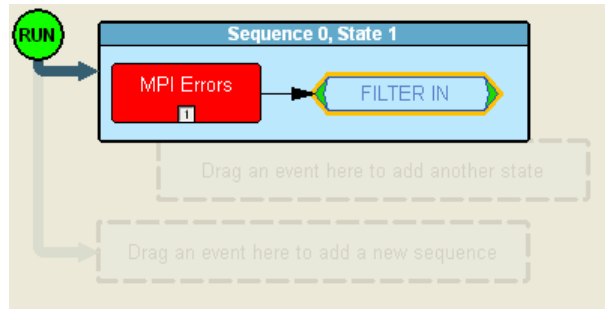 RUN
Sequence 0, State 1
MPI Errors
1
FILTER IN
Drag an event here to add another state
Drag an event here to add a new sequence